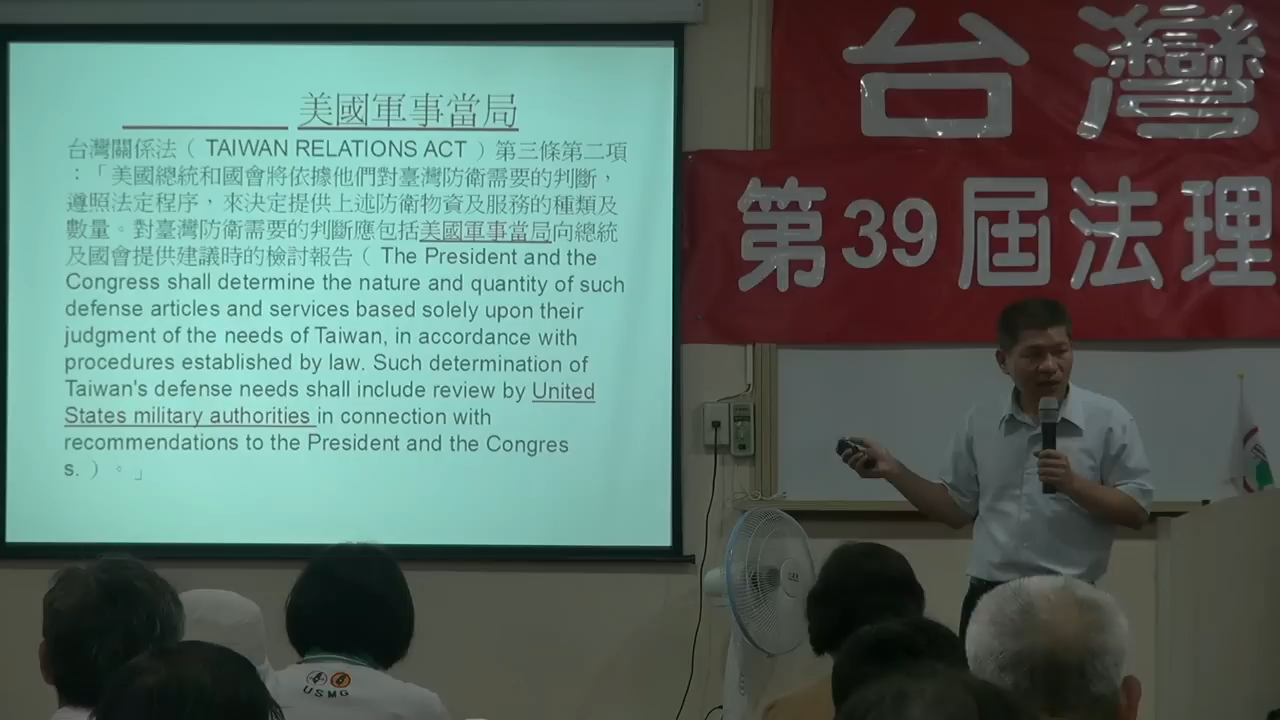 美國軍事當局
台灣關係法（ TAIWAN RELATIONS ACT ）第三條第二項
：「美國總統和國會將依據他們對臺灣防衛需要的判斷，
遵照法定程序，來決定提供上述防衛物資及服務的種類及
數量。對臺灣防衛需要的判斷應包括美國軍事當局向總統
及國會提供建議時的檢討報告（ The President and the
Congress shall determine the nature and quantity of such
defense articles and services based solely upon their
judgment of the needs of Taiwan, in accordance with
procedures established by law. Such determination of
Taiwan's defense needs shall include review by United
States military authorities in connection with
recommendations to the President and the Congres
s. ）。」
台灣
第39屆法理
USMG